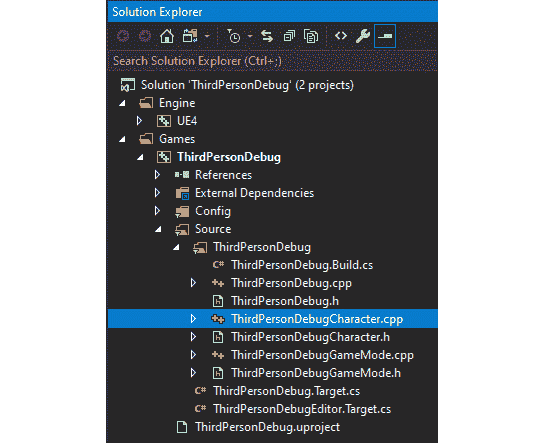 Solution Explorer
Search Solution Explorer (Ctrl+;)
Solution 'ThirdPersonDebug' (2 projects)
Engine
UE4
Games
ThirdPersonDebug
References
External Dependencies
Config
Source
ThirdPersonDebug
C# ThirdPersonDebug.Build.cs
++ ThirdPersonDebug.cpp
h ThirdPersonDebug.h
++ ThirdPersonDebugCharacter.cpp
h ThirdPersonDebugCharacter.h
++ ThirdPersonDebugGameMode.cpp
h ThirdPersonDebugGameMode.h
C# ThirdPersonDebug.Target.cs
C# ThirdPersonDebugEditor.Target.cs
ThirdPersonDebug.uproject